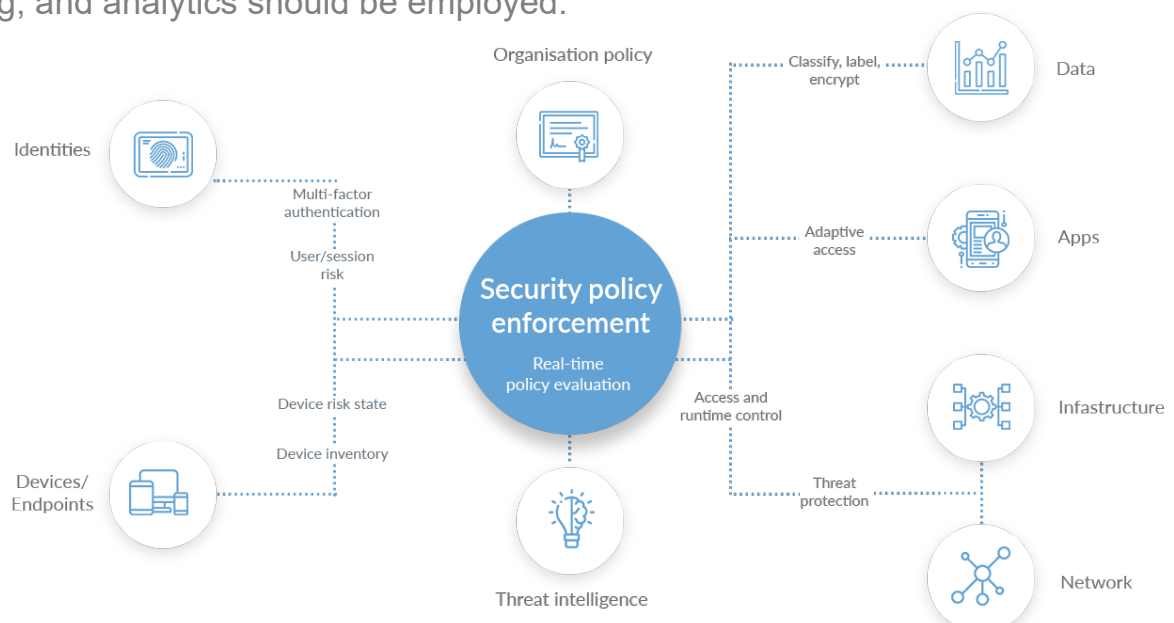 g, and analytics should be employed.
Organisation policy
Classify, label,
encrypt
Data
Identities
Multi-factor
authentication
User/session
risk
Adaptive
access
Apps
Security policy
enforcement
Real-time
policy evaluation
Device risk state
Device inventory
Access and
runtime control
Infastructure
Devices/
Endpoints
Threat
protection
Threat intelligence
Network